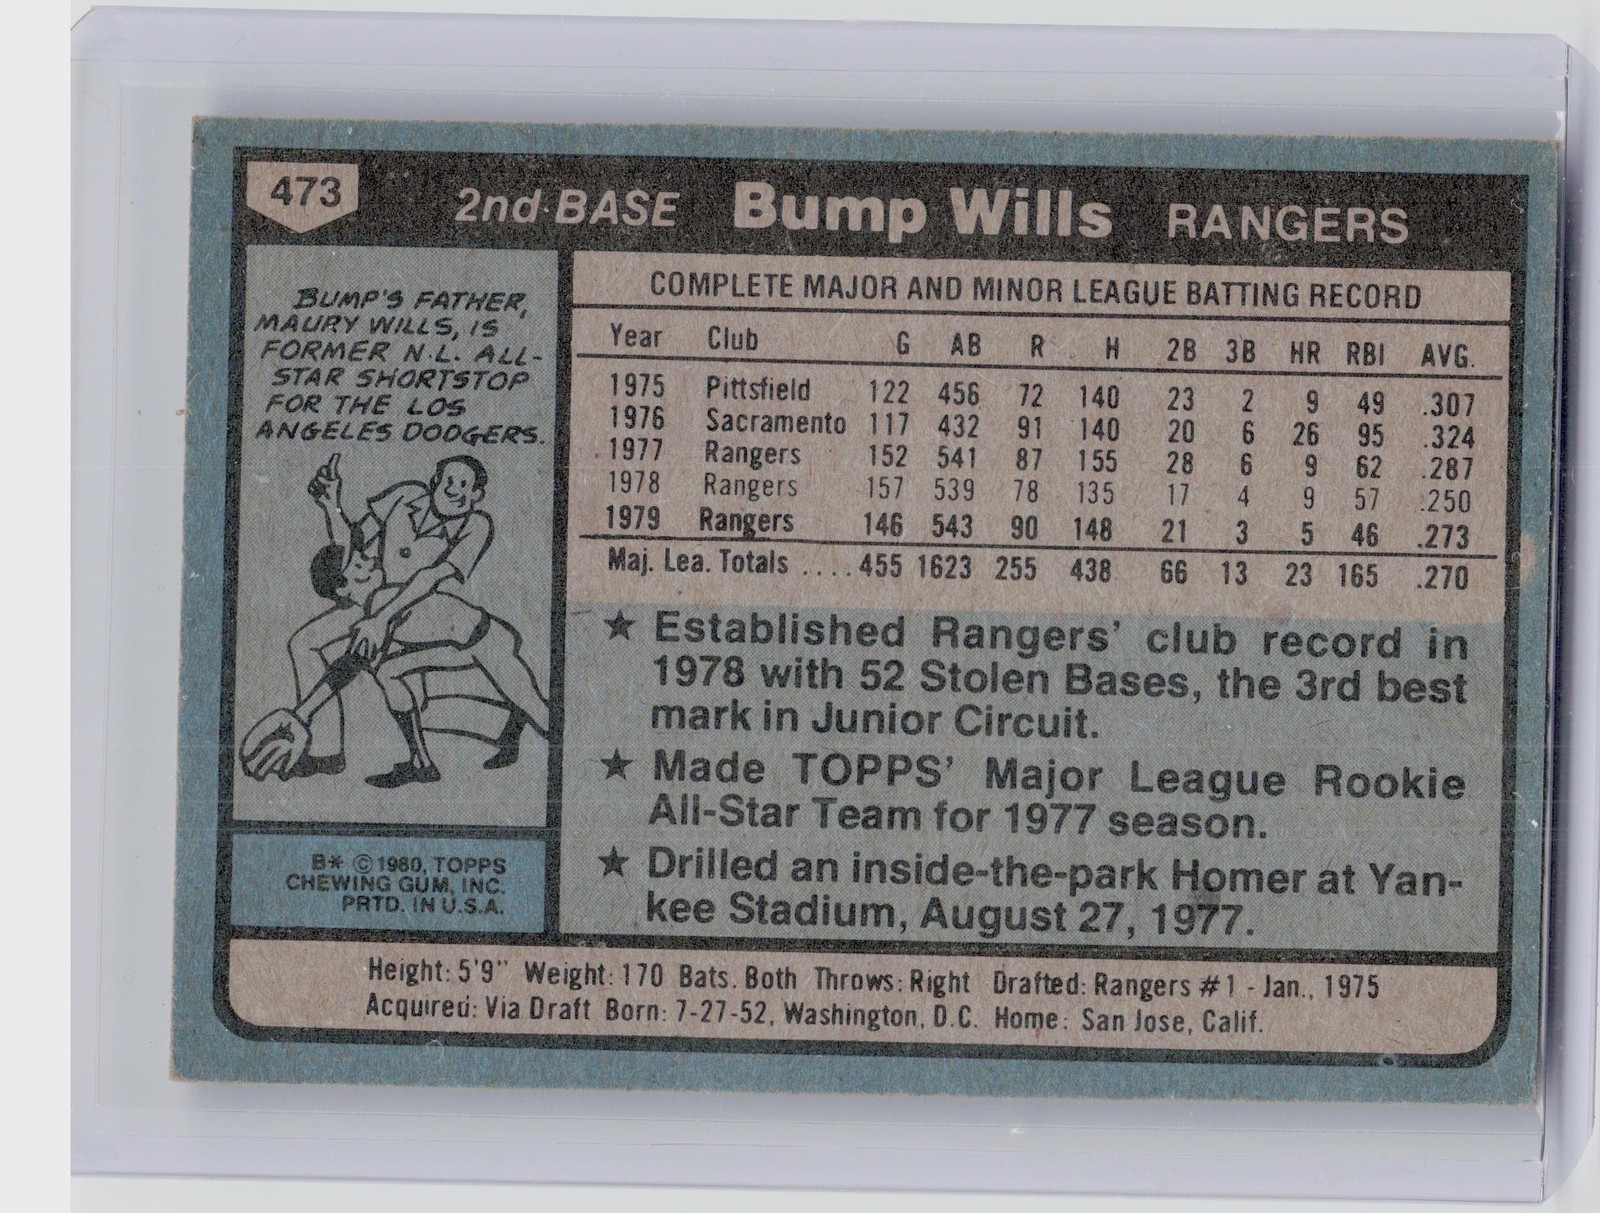 473
2nd-BASE Bump Wills RANGERS
BUMP'S FATHER,
MAURY WILLS, IS
FORMER N.L. ALL-
STAR SHORTSTOP
FOR THE LOS
ANGELES DODGERS.
COMPLETE MAJOR AND MINOR LEAGUE BATTING RECORD
Year Club G AB R H 2B 3B HR RBI AVG.
1975 Pittsfield 122 456 72 140 23 2 9 49 .307
1976 Sacramento 117 432 91 140 20 6 26 95 .324
1977 Rangers 152 541 87 155 28 6 9 62 .287
1978 Rangers 157 539 78 135 17 4 9 57 .250
1979 Rangers 146 543 90 148 21 3 5 46 .273
Maj. Lea. Totals .... 455 1623 255 438 66 13 23 165 .270
★ Established Rangers' club record in
1978 with 52 Stolen Bases, the 3rd best
mark in Junior Circuit.
★ Made TOPPS' Major League Rookie
All-Star Team for 1977 season.
★ Drilled an inside-the-park Homer at Yan-
kee Stadium, August 27, 1977.
B* ©1980, TOPPS
CHEWING GUM, INC.
PRTD. IN U.S.A.
Height: 5'9" Weight: 170 Bats. Both Throws: Right Drafted: Rangers #1 - Jan., 1975
Acquired: Via Draft Born: 7-27-52, Washington, D.C. Home: San Jose, Calif.